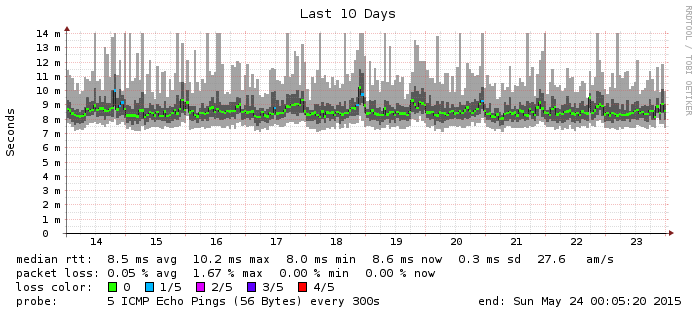 Last 10 Days
RRDTOOL / TOBI OETIKER
Seconds
14 m
13 m
12 m
11 m
10 m
9 m
8 m
7 m
6 m
5 m
4 m
3 m
2 m
1 m
0
14 15 16 17 18 19 20 21 22 23
median rtt: 8.5 ms avg 10.2 ms max 8.0 ms min 8.6 ms now 0.3 ms sd 27.6 am/s
packet loss: 0.05 % avg 1.67 % max 0.00 % min 0.00 % now
loss color: 0 1/5 2/5 3/5 4/5
probe: 5 ICMP Echo Pings (56 Bytes) every 300s end: Sun May 24 00:05:20 2015